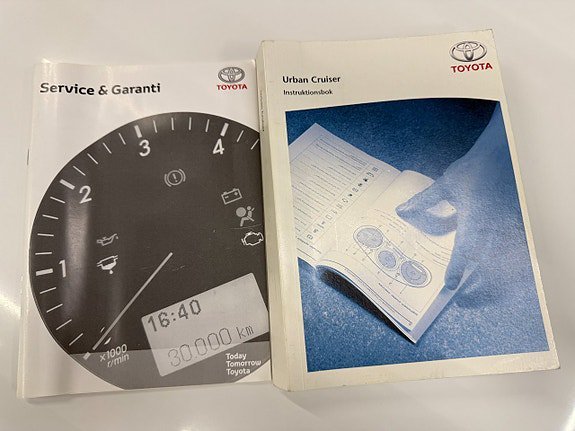 Service & Garanti
TOYOTA
1
2
3
4
16:40
30.000 km
x1000
r/min
Today
Tomorrow
Toyota
Urban Cruiser
Instruktionsbok
TOYOTA